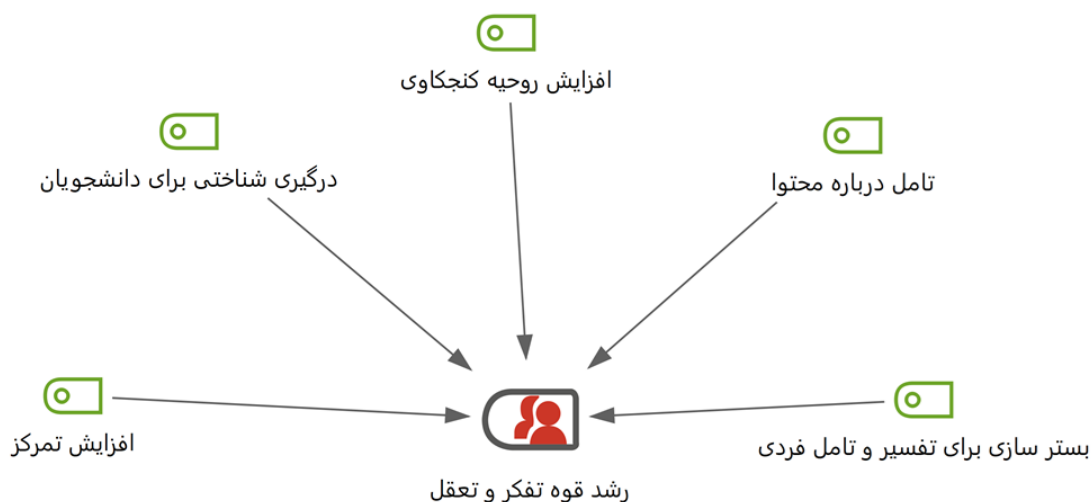 افزایش روحیه کنجکاوی
درگیری شناختی برای دانشجویان
تامل درباره محتوا
افزایش تمرکز
بستر سازی برای تفسیر و تامل فردی
رشد قوه تفکر و تعقل